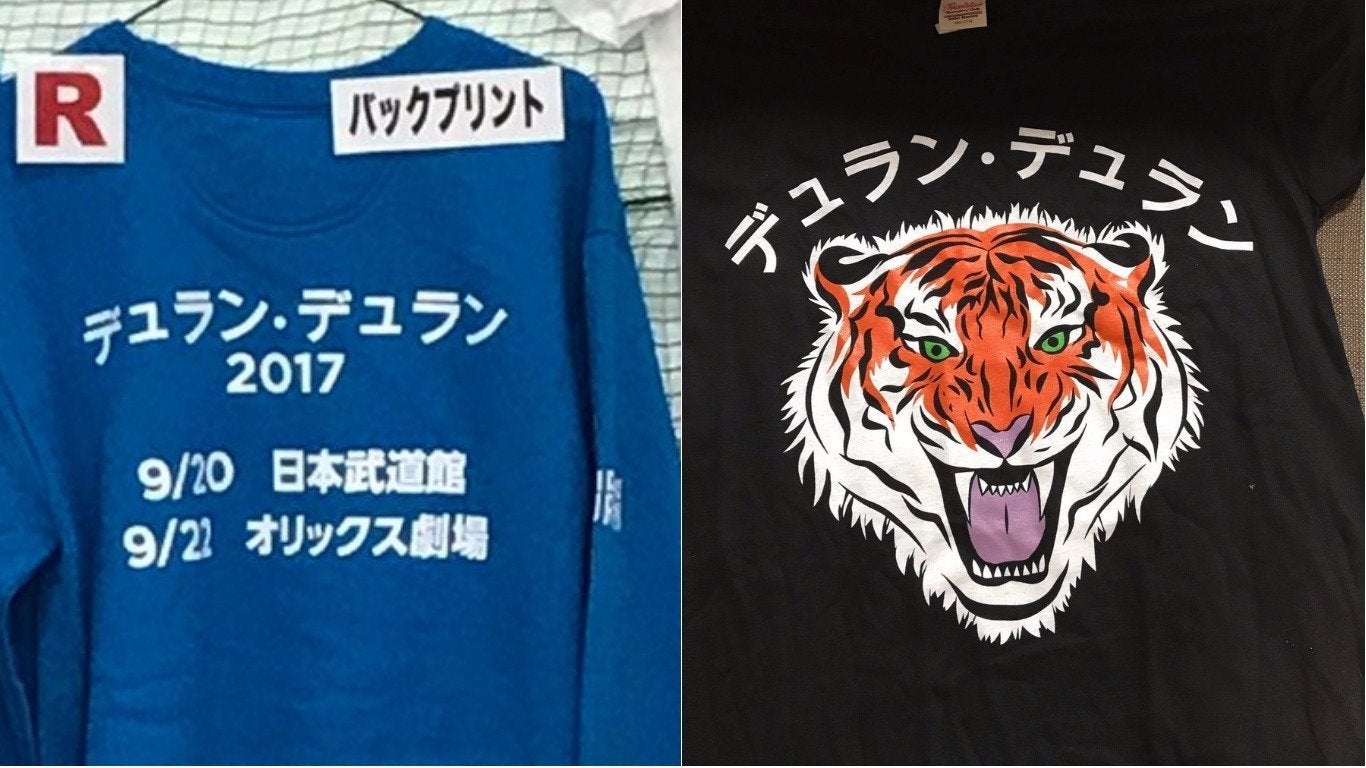 R
バックプリント
デュラン・デュラン
2017
9/20 日本武道館
9/22 オリックス劇場
デュラン・デュラン